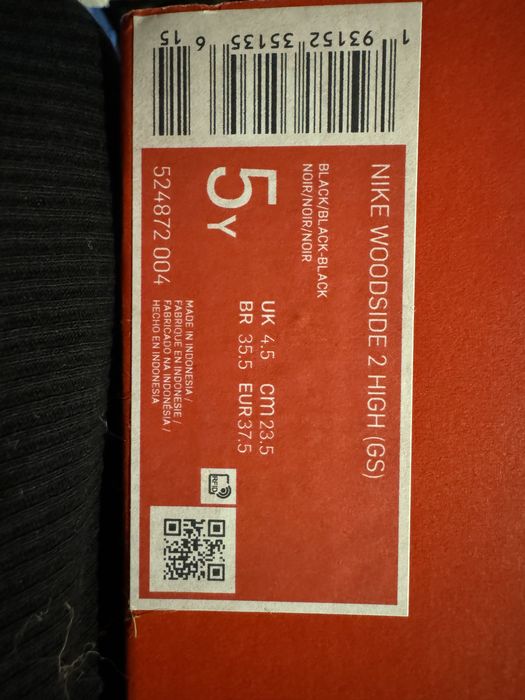 1 93152 35135 6 15
NIKE WOODSIDE 2 HIGH (GS)
BLACK/BLACK-BLACK
NOIR/NOIR/NOIR
5Y
UK 4.5 cm 23.5
BR 35.5 EUR 37.5
524872 004
MADE IN INDONESIA /
FABRIQUE EN INDONESIE /
FABRICADO NA INDONÉSIA /
HECHO EN INDONESIA
RFID